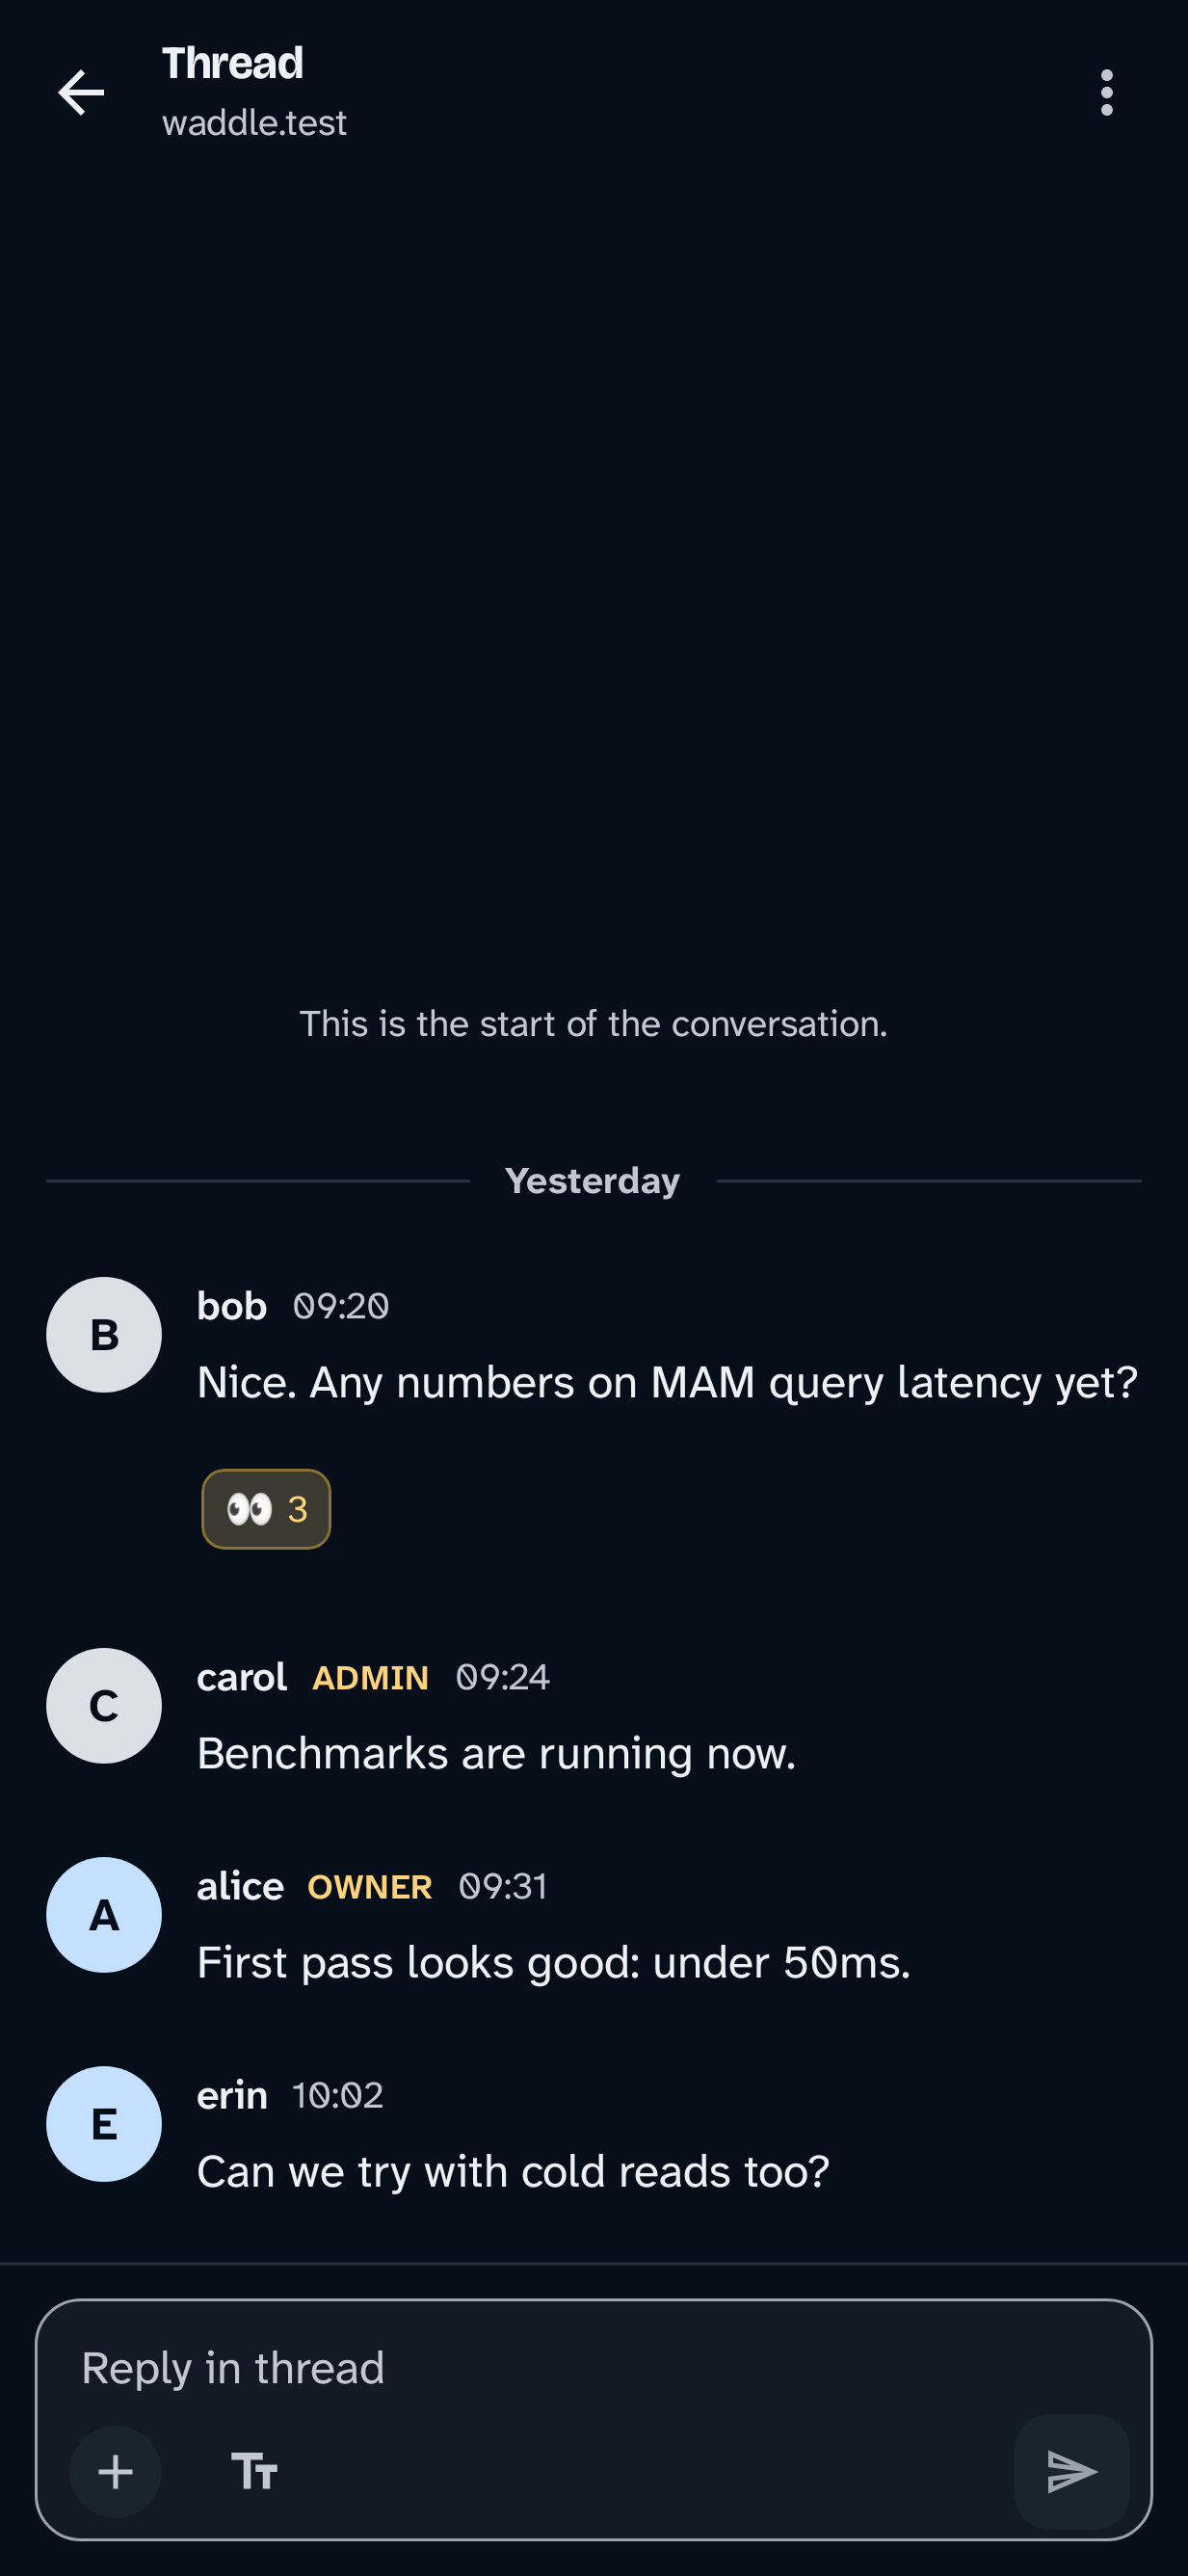 Thread
waddle.test
This is the start of the conversation.
Yesterday
B
bob 09:20
Nice. Any numbers on MAM query latency yet?
👀 3
C
carol ADMIN 09:24
Benchmarks are running now.
A
alice OWNER 09:31
First pass looks good: under 50ms.
E
erin 10:02
Can we try with cold reads too?
Reply in thread